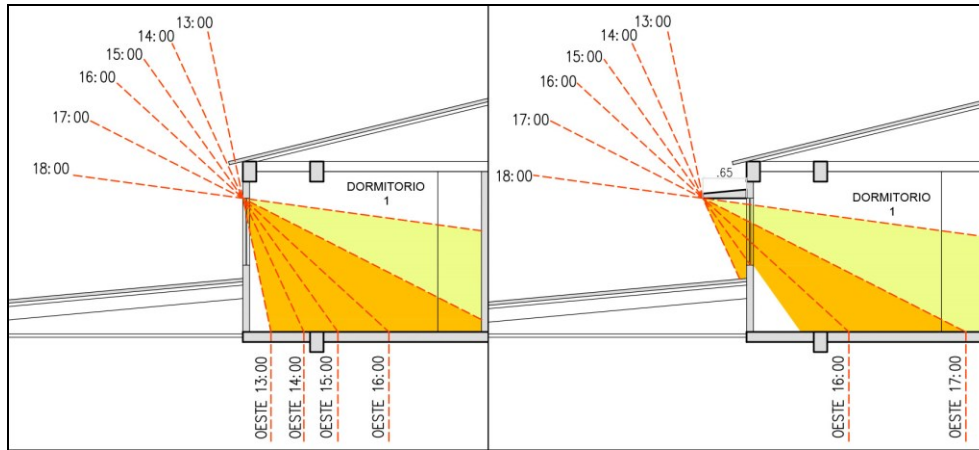 13:00
14:00
15:00
16:00
17:00
18:00
DORMITORIO
1
OESTE 13:00
OESTE 14:00
OESTE 15:00
OESTE 16:00
13:00
14:00
15:00
16:00
17:00
18:00
.65
DORMITORIO
1
OESTE 16:00
OESTE 17:00